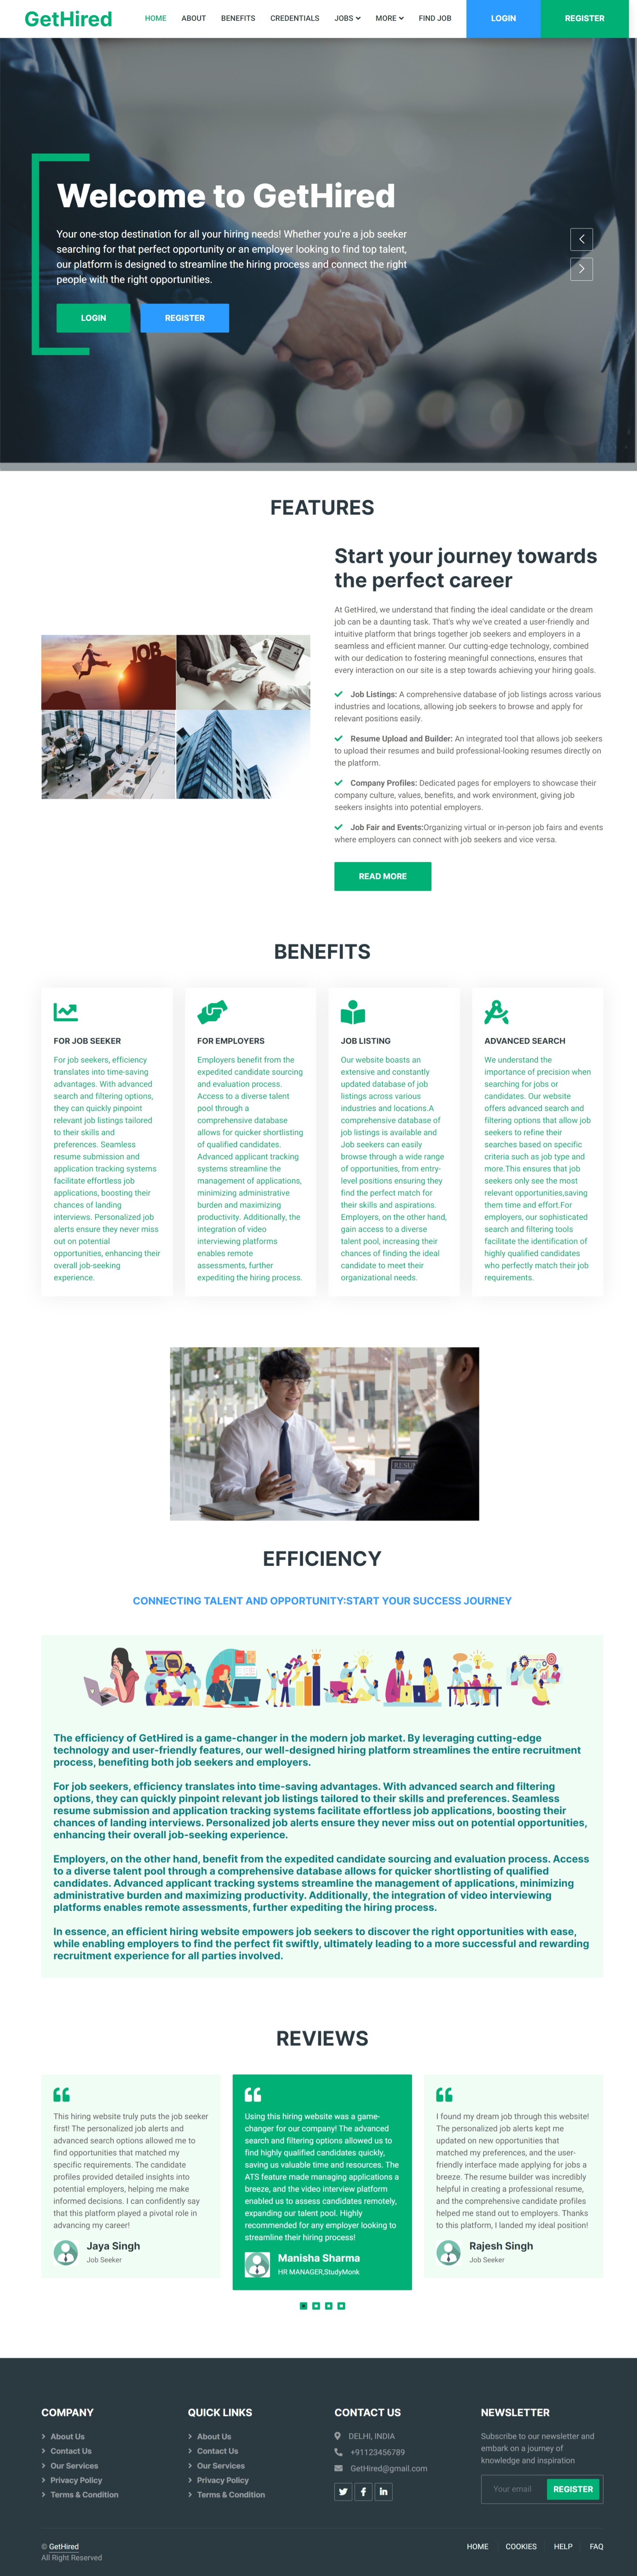 GetHired
HOME
ABOUT
BENEFITS
CREDENTIALS
JOBS
MORE
FIND JOB
LOGIN
REGISTER
Welcome to GetHired
Your one-stop destination for all your hiring needs! Whether you're a job seeker
searching for that perfect opportunity or an employer looking to find top talent,
our platform is designed to streamline the hiring process and connect the right
people with the right opportunities.
LOGIN
REGISTER
FEATURES
JOB
Start your journey towards
the perfect career
At GetHired, we understand that finding the ideal candidate or the dream
job can be a daunting task. That's why we've created a user-friendly and
intuitive platform that brings together job seekers and employers in a
seamless and efficient manner. Our cutting-edge technology, combined
with our dedication to fostering meaningful connections, ensures that
every interaction on our site is a step towards achieving your hiring goals.
Job Listings: A comprehensive database of job listings across various
industries and locations, allowing job seekers to browse and apply for
relevant positions easily.
Resume Upload and Builder: An integrated tool that allows job seekers
to upload their resumes and build professional-looking resumes directly on
the platform.
Company Profiles: Dedicated pages for employers to showcase their
company culture, values, benefits, and work environment, giving job
seekers insights into potential employers.
Job Fair and Events:Organizing virtual or in-person job fairs and events
where employers can connect with job seekers and vice versa.
READ MORE
BENEFITS
FOR JOB SEEKER
For job seekers, efficiency
translates into time-saving
advantages. With advanced
search and filtering options,
they can quickly pinpoint
relevant job listings tailored
to their skills and
preferences. Seamless
resume submission and
application tracking systems
facilitate effortless job
applications, boosting their
chances of landing
interviews. Personalized job
alerts ensure they never miss
out on potential
opportunities, enhancing their
overall job-seeking
experience.
FOR EMPLOYERS
Employers benefit from the
expedited candidate sourcing
and evaluation process.
Access to a diverse talent
pool through a
comprehensive database
allows for quicker shortlisting
of qualified candidates.
Advanced applicant tracking
systems streamline the
management of applications,
minimizing administrative
burden and maximizing
productivity. Additionally, the
integration of video
interviewing platforms
enables remote
assessments, further
expediting the hiring process.
JOB LISTING
Our website boasts an
extensive and constantly
updated database of job
listings across various
industries and locations.A
comprehensive database of
job listings is available and
Job seekers can easily
browse through a wide range
of opportunities, from entry-
level positions ensuring they
find the perfect match for
their skills and aspirations.
Employers, on the other hand,
gain access to a diverse
talent pool, increasing their
chances of finding the ideal
candidate to meet their
organizational needs.
ADVANCED SEARCH
We understand the
importance of precision when
searching for jobs or
candidates. Our website
offers advanced search and
filtering options that allow job
seekers to refine their
searches based on specific
criteria such as job type and
more.This ensures that job
seekers only see the most
relevant opportunities,saving
them time and effort.For
employers, our sophisticated
search and filtering tools
facilitate the identification of
highly qualified candidates
who perfectly match their job
requirements.
RESUME
EFFICIENCY
CONNECTING TALENT AND OPPORTUNITY:START YOUR SUCCESS JOURNEY
The efficiency of GetHired is a game-changer in the modern job market. By leveraging cutting-edge
technology and user-friendly features, our well-designed hiring platform streamlines the entire recruitment
process, benefiting both job seekers and employers.
For job seekers, efficiency translates into time-saving advantages. With advanced search and filtering
options, they can quickly pinpoint relevant job listings tailored to their skills and preferences. Seamless
resume submission and application tracking systems facilitate effortless job applications, boosting their
chances of landing interviews. Personalized job alerts ensure they never miss out on potential opportunities,
enhancing their overall job-seeking experience.
Employers, on the other hand, benefit from the expedited candidate sourcing and evaluation process. Access
to a diverse talent pool through a comprehensive database allows for quicker shortlisting of qualified
candidates. Advanced applicant tracking systems streamline the management of applications, minimizing
administrative burden and maximizing productivity. Additionally, the integration of video interviewing
platforms enables remote assessments, further expediting the hiring process.
In essence, an efficient hiring website empowers job seekers to discover the right opportunities with ease,
while enabling employers to find the perfect fit swiftly, ultimately leading to a more successful and rewarding
recruitment experience for all parties involved.
REVIEWS
This hiring website truly puts the job seeker
first! The personalized job alerts and
advanced search options allowed me to
find opportunities that matched my
specific requirements. The candidate
profiles provided detailed insights into
potential employers, helping me make
informed decisions. I can confidently say
that this platform played a pivotal role in
advancing my career!
Jaya Singh
Job Seeker
Using this hiring website was a game-
changer for our company! The advanced
search and filtering options allowed us to
find highly qualified candidates quickly,
saving us valuable time and resources. The
ATS feature made managing applications a
breeze, and the video interview platform
enabled us to assess candidates remotely,
expanding our talent pool. Highly
recommended for any employer looking to
streamline their hiring process!
Manisha Sharma
HR MANAGER,StudyMonk
I found my dream job through this website!
The personalized job alerts kept me
updated on new opportunities that
matched my preferences, and the user-
friendly interface made applying for jobs a
breeze. The resume builder was incredibly
helpful in creating a professional resume,
and the comprehensive candidate profiles
helped me stand out to employers. Thanks
to this platform, I landed my ideal position!
Rajesh Singh
Job Seeker
COMPANY
About Us
Contact Us
Our Services
Privacy Policy
Terms & Condition
QUICK LINKS
About Us
Contact Us
Our Services
Privacy Policy
Terms & Condition
CONTACT US
DELHI, INDIA
+91123456789
GetHired@gmail.com
NEWSLETTER
Subscribe to our newsletter and
embark on a journey of
knowledge and inspiration
Your email
REGISTER
© GetHired
All Right Reserved
HOME
COOKIES
HELP
FAQ